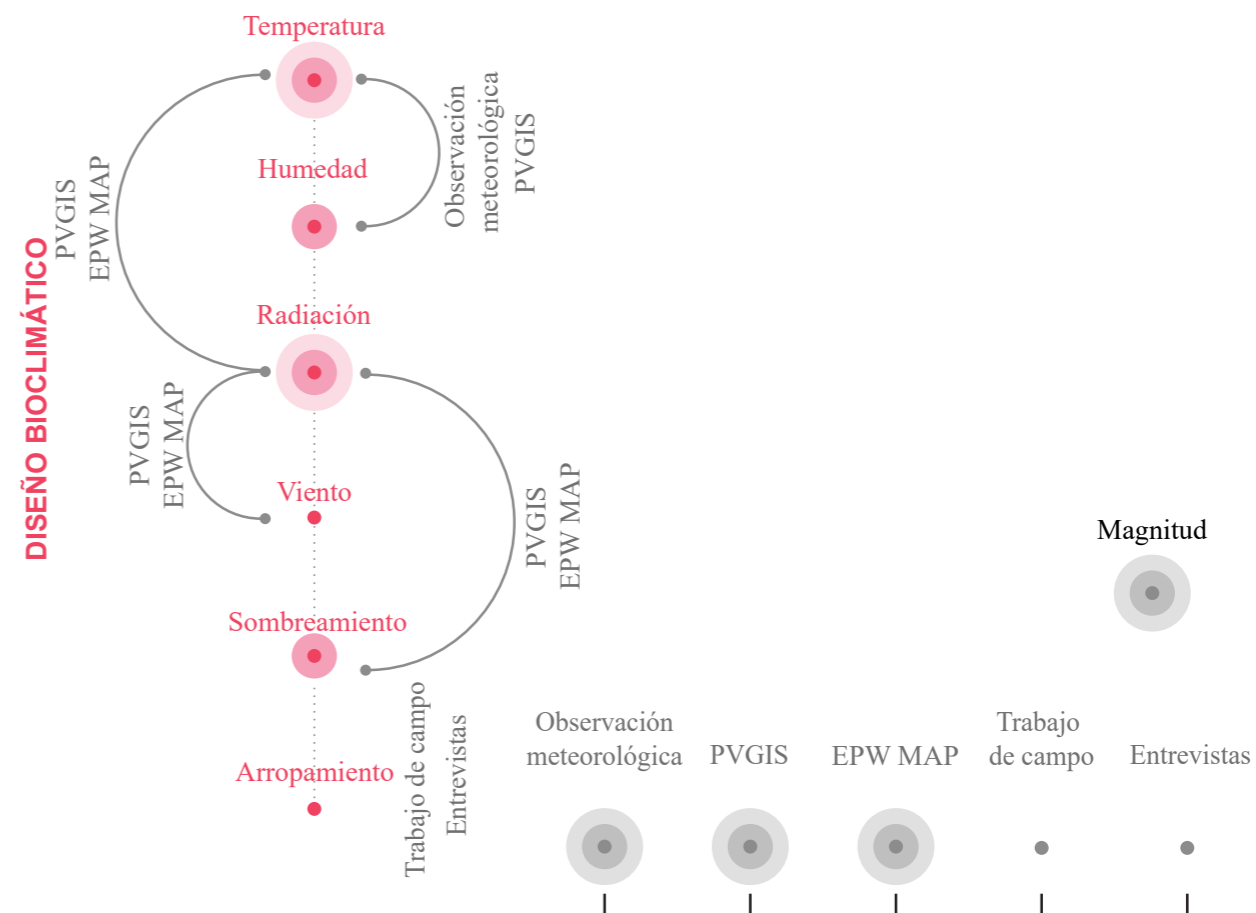 DISEÑO BIOCLIMÁTICO
Temperatura
Humedad
Radiación
Viento
Sombreamiento
Arropamiento
PVGIS
EPW MAP
Observación
meteorológica
PVGIS
PVGIS
EPW MAP
PVGIS
EPW MAP
Trabajo de campo
Entrevistas
Magnitud
Observación
meteorológica
PVGIS
EPW MAP
Trabajo
de campo
Entrevistas